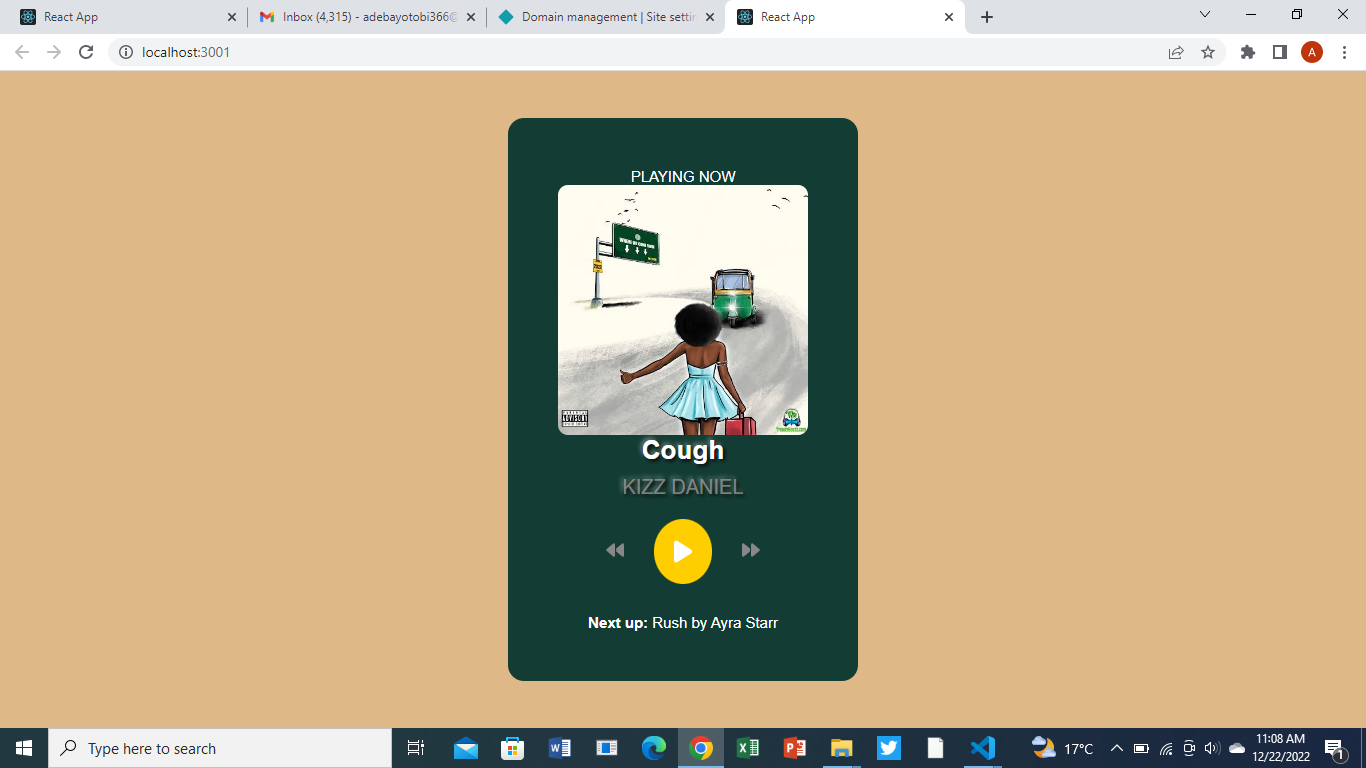 React App
Inbox (4,315) - adebayotobi366@
Domain management | Site settin
React App
localhost:3001
A
PLAYING NOW
Cough
KIZZ DANIEL
Next up: Rush by Ayra Starr
Type here to search
17°C
11:08 AM
12/22/2022
1